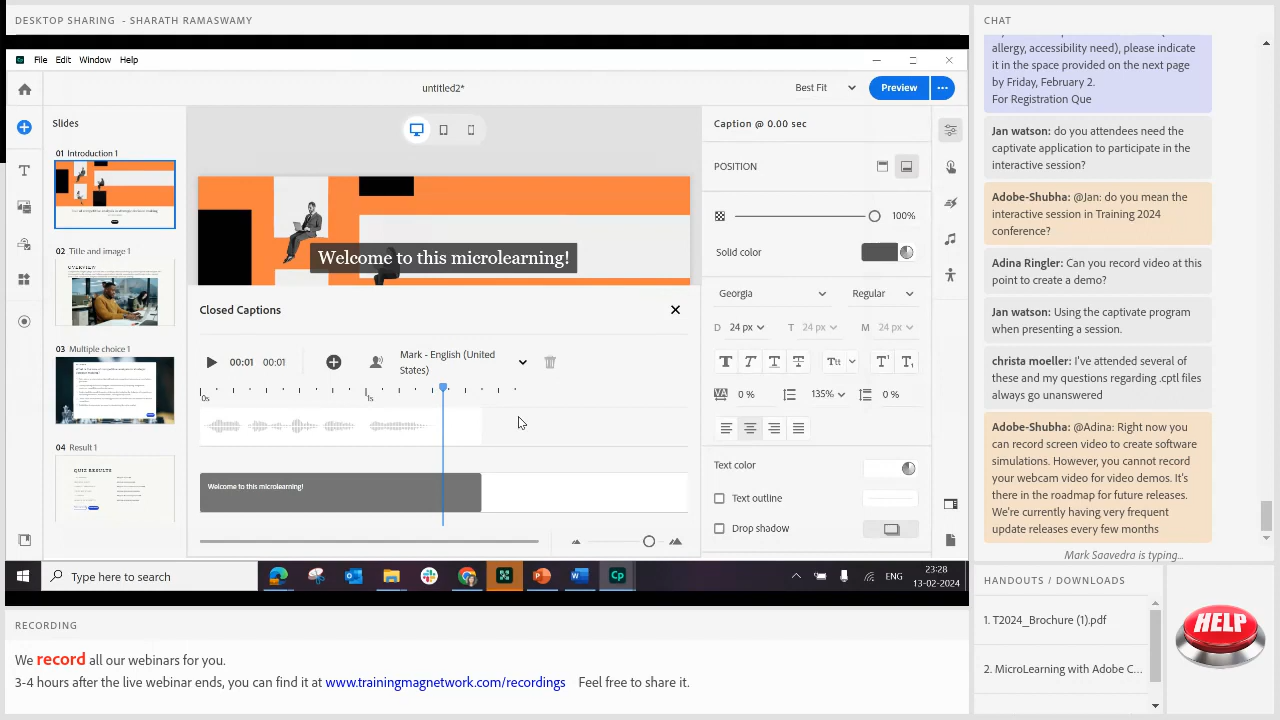 DESKTOP SHARING - SHARATH RAMASWAMY
File Edit Window Help
untitled2*
Best Fit
Preview
Slides
01 Introduction 1
02 Title and image 1
OVERVIEW
03 Multiple choice 1
04 Result 1
QUIZ RESULTS
Welcome to this microlearning!
Closed Captions
00:01 00:01
Mark - English (United
States)
0s 1s
Welcome to this microlearning!
Caption @ 0.00 sec
POSITION
100%
Solid color
Georgia Regular
D 24 px T 24 px M 24 px
T T T T Tt T¹ T₁
VA 0 % 135% 0 %
Text color
Text outline
Drop shadow
Type here to search
ENG
23:28
13-02-2024
RECORDING
We record all our webinars for you.
3-4 hours after the live webinar ends, you can find it at www.trainingmagnetwork.com/recordings Feel free to share it.
CHAT
allergy, accessibility need), please indicate
it in the space provided on the next page
by Friday, February 2.
For Registration Que
Jan watson: do you attendees need the
captivate application to participate in the
interactive session?
Adobe-Shubha: @Jan: do you mean the
interactive session in Training 2024
conference?
Adina Ringler: Can you record video at this
point to create a demo?
Jan watson: Using the captivate program
when presenting a session.
christa moeller: I've attended several of
these and my questions regarding .cptl files
always go unanswered
Adobe-Shubha: @Adina: Right now you
can record screen video to create software
simulations. However, you cannot record
your webcam video for video demos. It's
there in the roadmap for future releases.
We're currently having very frequent
update releases every few months
Mark Saavedra is typing...
HANDOUTS / DOWNLOADS
1. T2024_Brochure (1).pdf
2. MicroLearning with Adobe C...
HELP